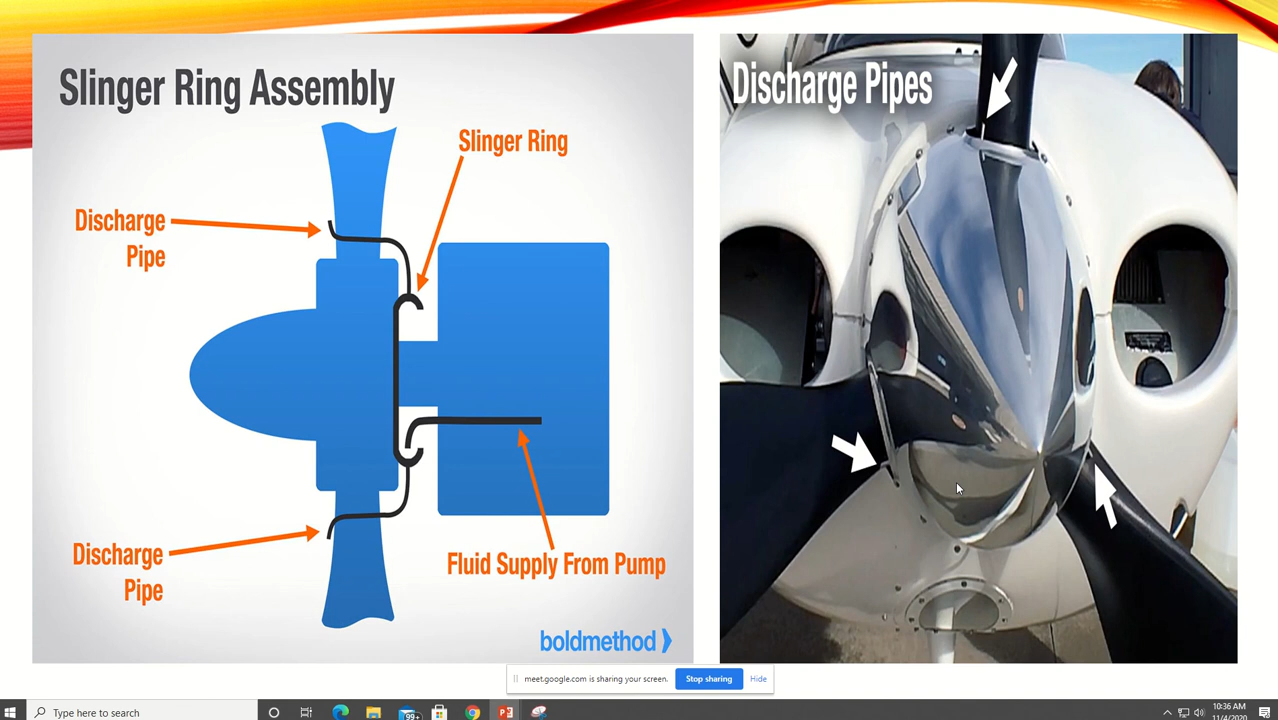 Slinger Ring Assembly
Slinger Ring
Discharge
Pipe
Discharge
Pipe
Fluid Supply From Pump
boldmethod
Discharge Pipes
meet.google.com is sharing your screen.
Stop sharing
Hide
Type here to search
99+
10:36 AM
11/4/2020